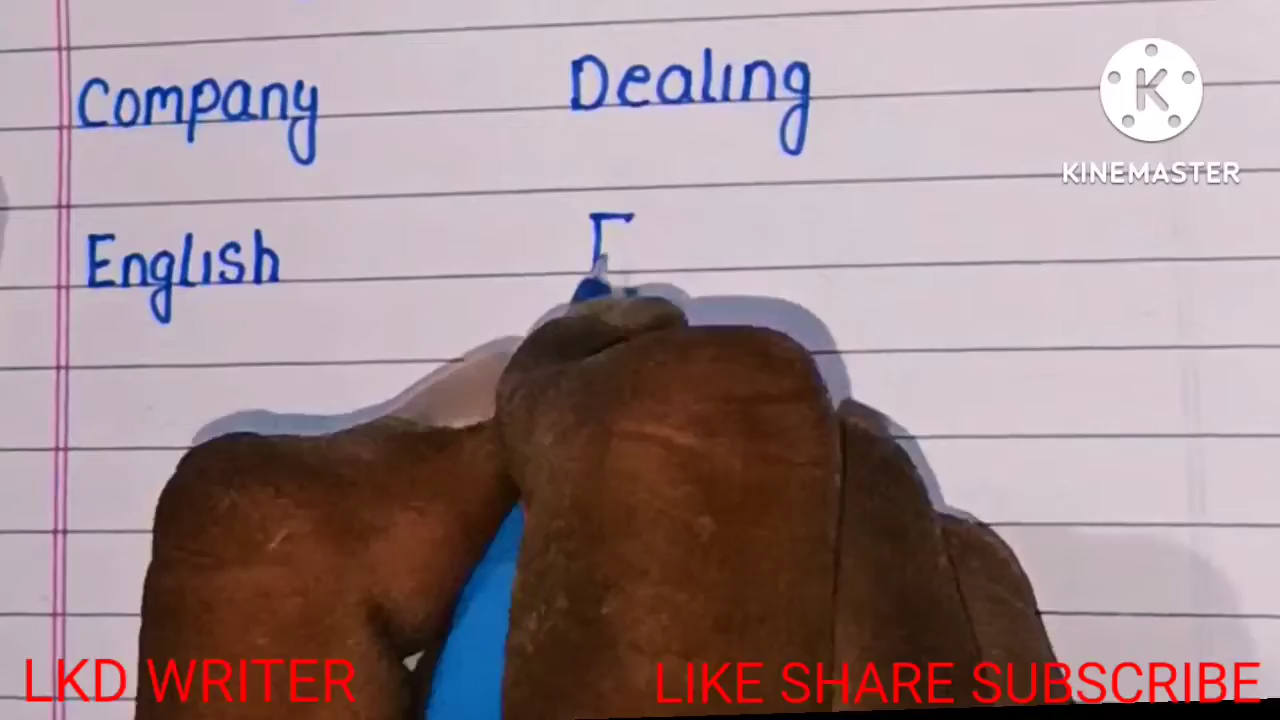 Company Dealing
K
KINEMASTER
English
LKD WRITER LIKE SHARE SUBSCRIBE